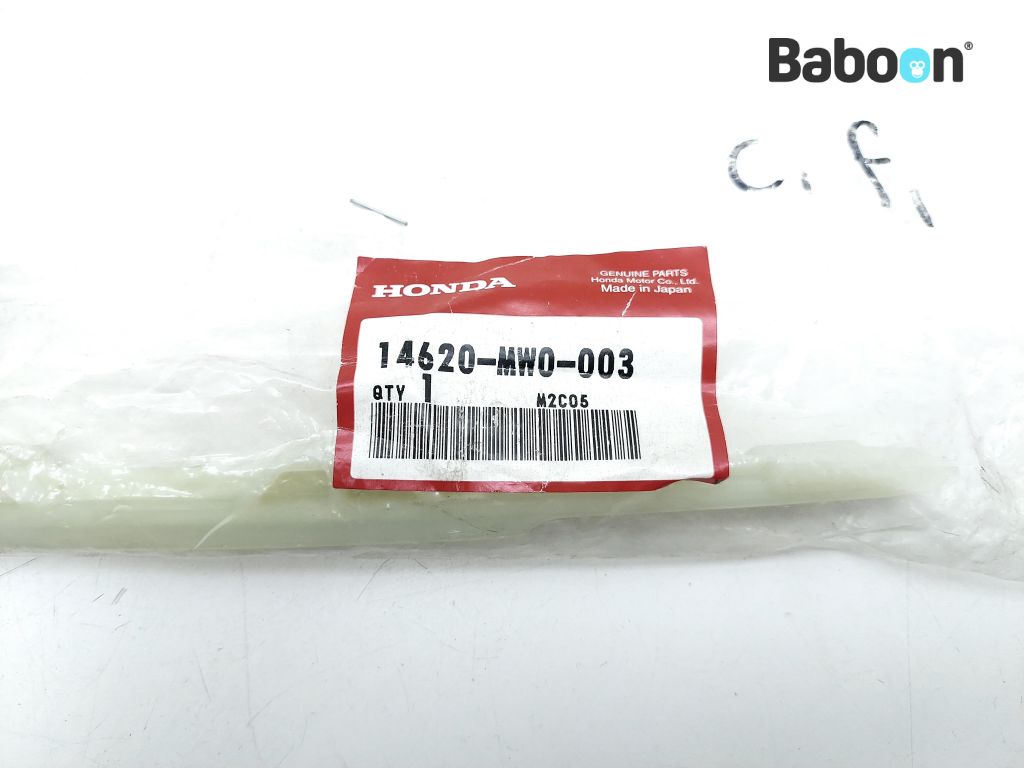 Baboon®
C. f.
HONDA
GENUINE PARTS
Honda Motor Co., Ltd.
Made in Japan
14620-MW0-003
QTY 1 M2C05